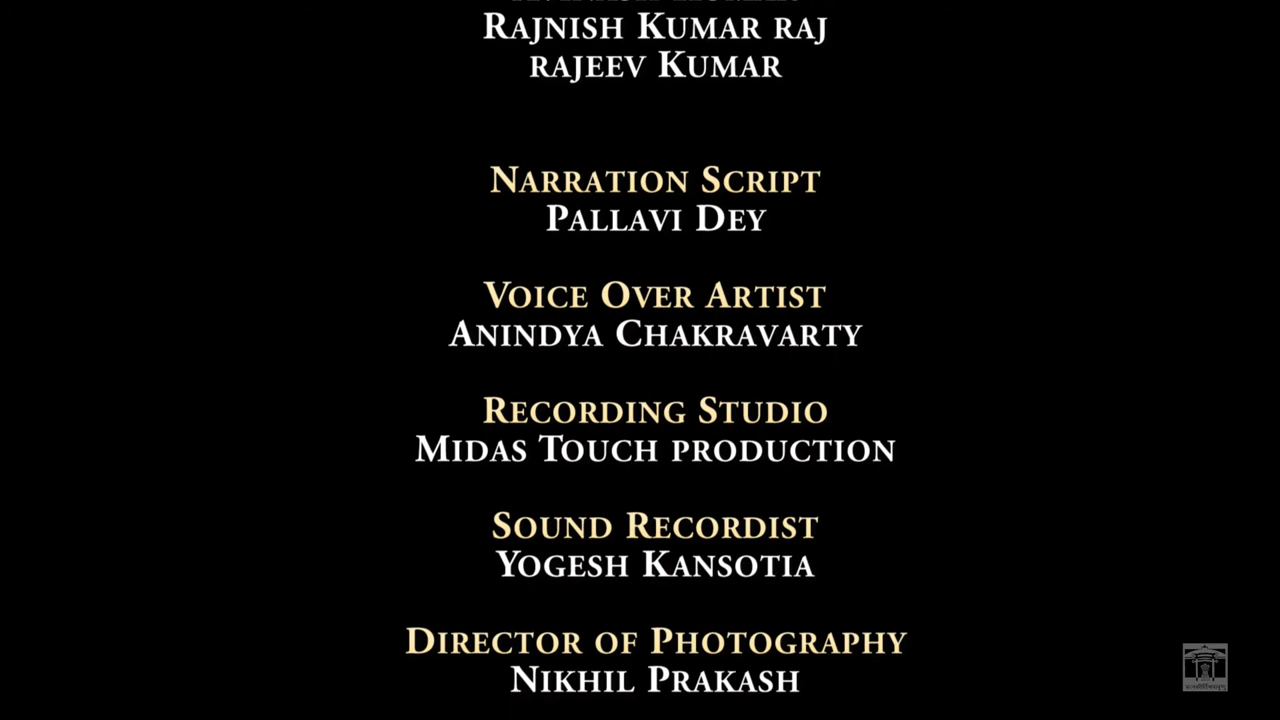 Rajnish Kumar raj
rajeev Kumar
Narration Script
Pallavi Dey
Voice Over Artist
Anindya Chakravarty
Recording Studio
Midas Touch production
Sound Recordist
Yogesh Kansotia
Director of Photography
Nikhil Prakash